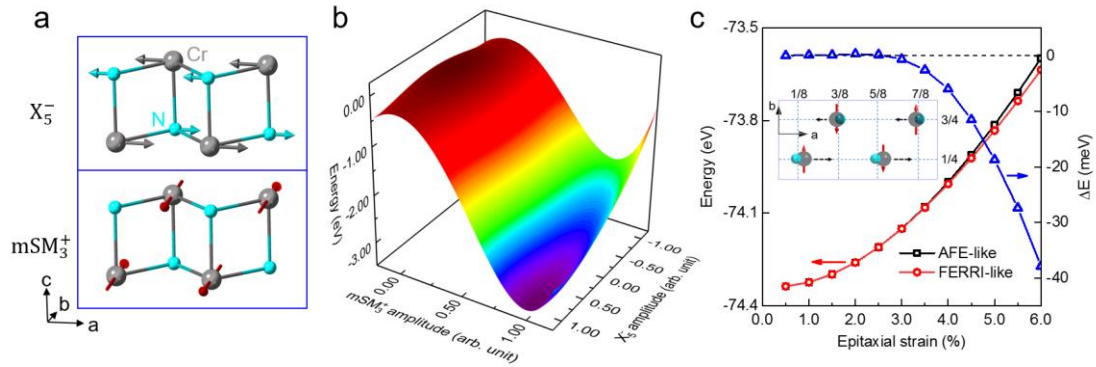 a
X₅⁻
Cr
N
mSM₃⁺
c
b
a
b
Energy (eV)
0.00
-1.00
-2.00
-3.00
0.00
0.50
1.00
mSM₃⁺ amplitude (arb. unit)
-1.00
-0.50
0.00
0.50
1.00
X₅⁻ amplitude (arb. unit)
c
Energy (eV)
-73.5
-73.8
-74.1
-74.4
1/8 3/8 5/8 7/8
b
a
3/4
1/4
AFE-like
FERRI-like
0
-10
-20
-30
-40
ΔE (meV)
0.0 1.0 2.0 3.0 4.0 5.0 6.0
Epitaxial strain (%)